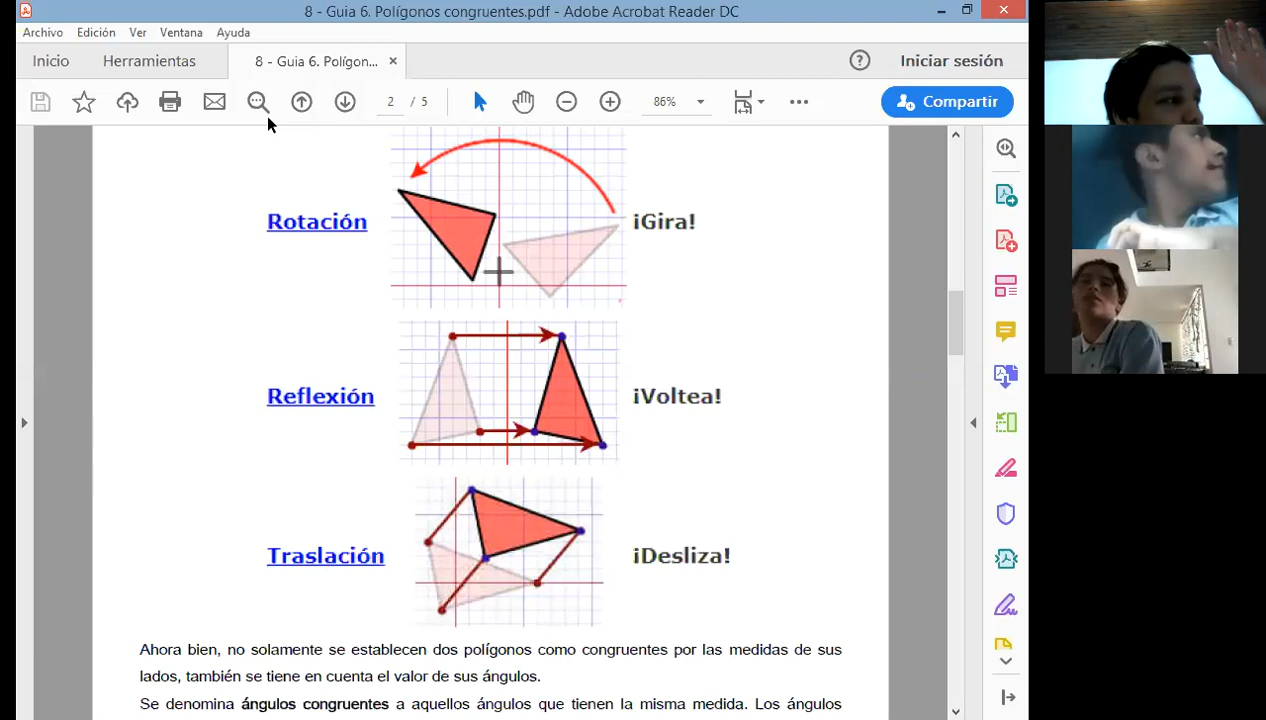 8 - Guia 6. Polígonos congruentes.pdf - Adobe Acrobat Reader DC
Archivo Edición Ver Ventana Ayuda
Inicio Herramientas 8 - Guia 6. Polígon... × Iniciar sesión
2 / 5 86% Compartir
Rotación ¡Gira!
Reflexión ¡Voltea!
Traslación ¡Desliza!
Ahora bien, no solamente se establecen dos polígonos como congruentes por las medidas de sus
lados, también se tiene en cuenta el valor de sus ángulos.
Se denomina ángulos congruentes a aquellos ángulos que tienen la misma medida. Los ángulos